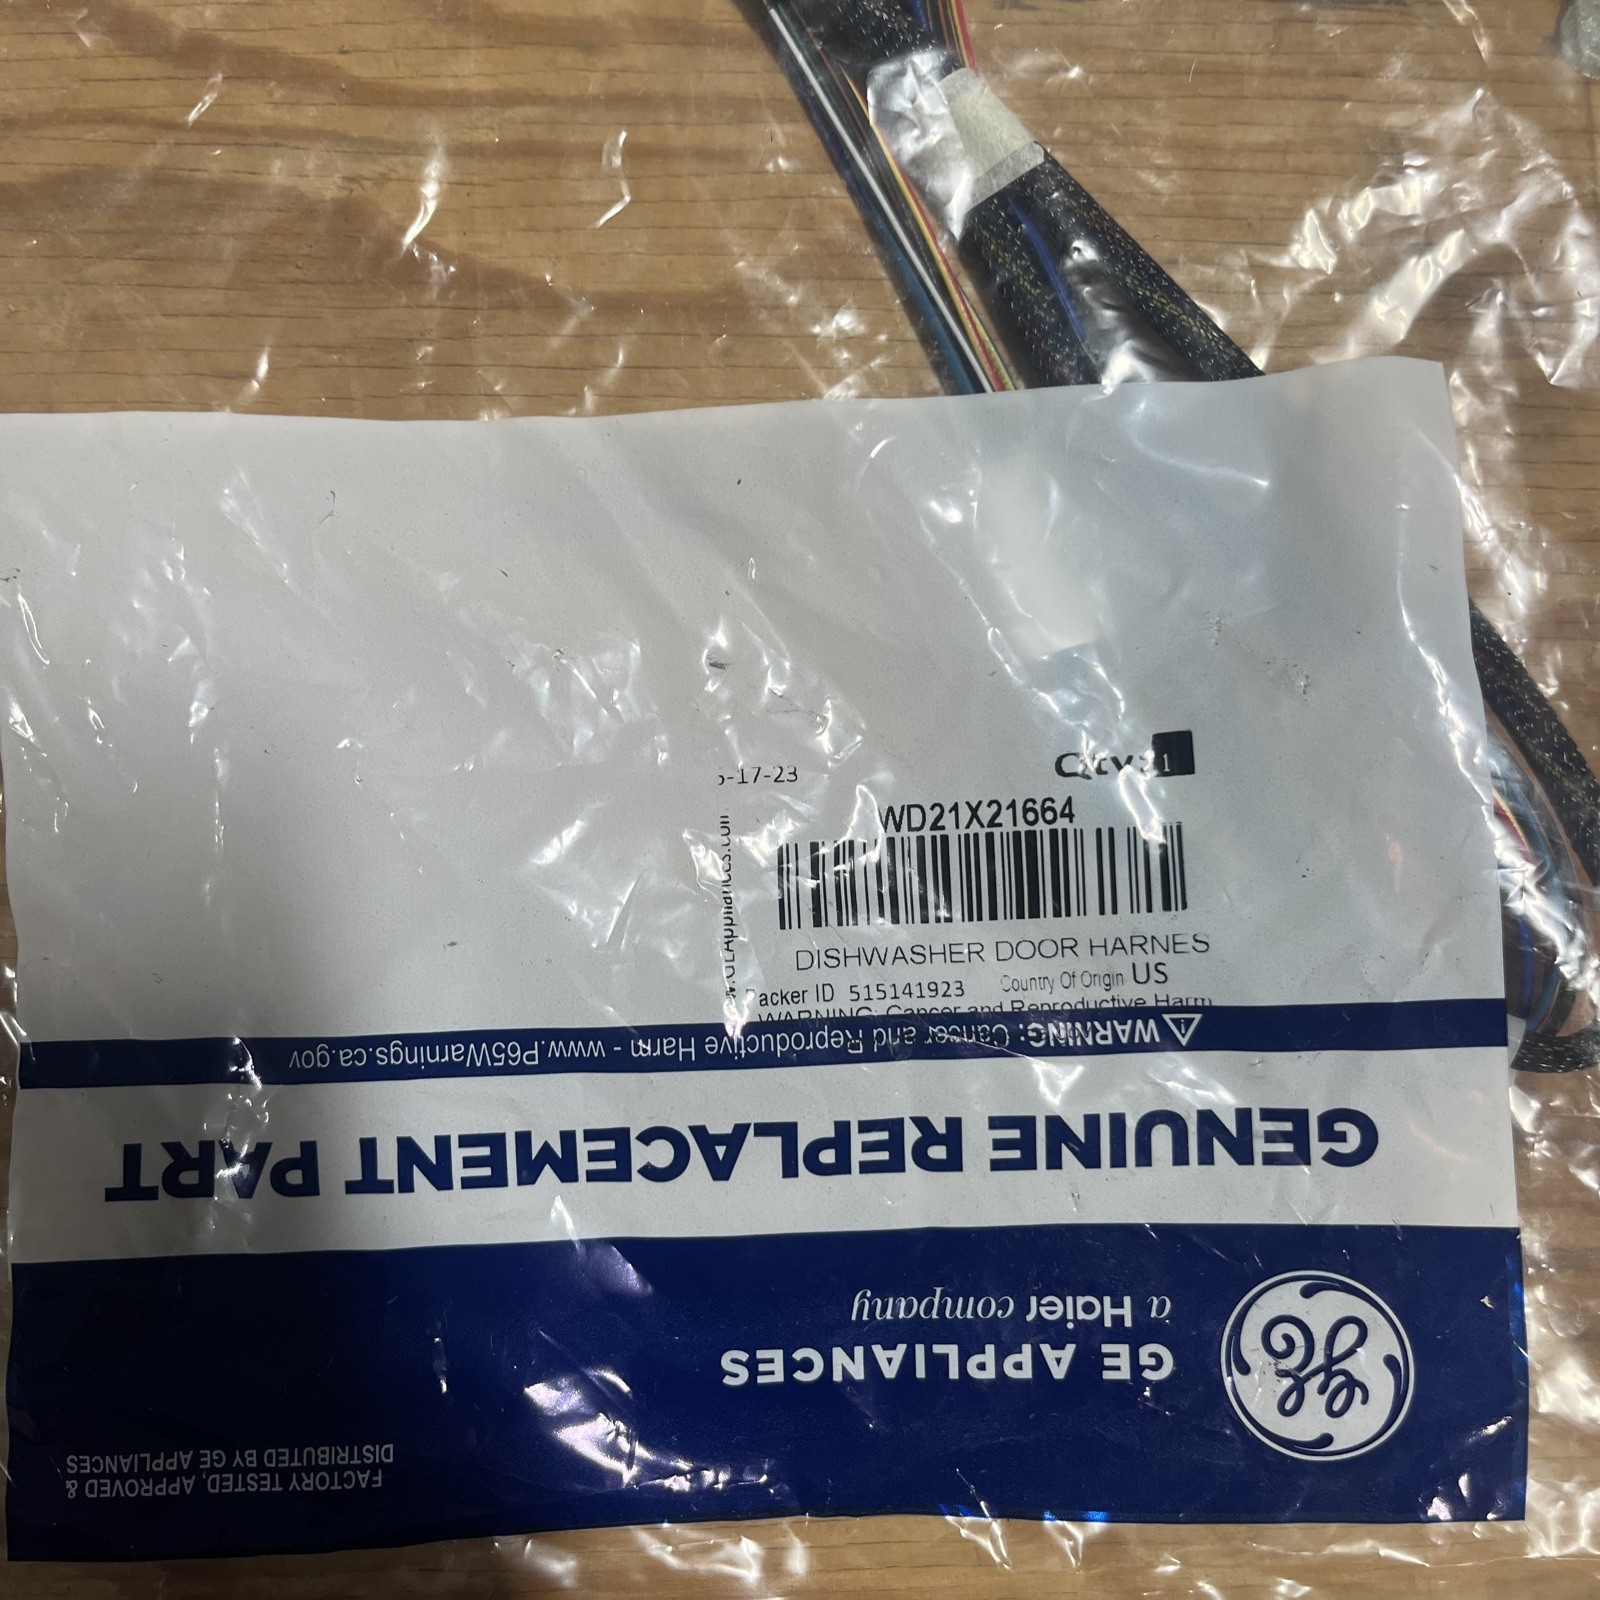 -17-23
Qty: 1
WD21X21664
DISHWASHER DOOR HARNES
Packer ID 515141923 Country Of Origin US
WARNING: Cancer and Reproductive Harm
⚠WARNING: Cancer and Reproductive Harm - www.P65Warnings.ca.gov
GENUINE REPLACEMENT PART
GE
GE APPLIANCES
a Haier company
FACTORY TESTED, APPROVED &
DISTRIBUTED BY GE APPLIANCES